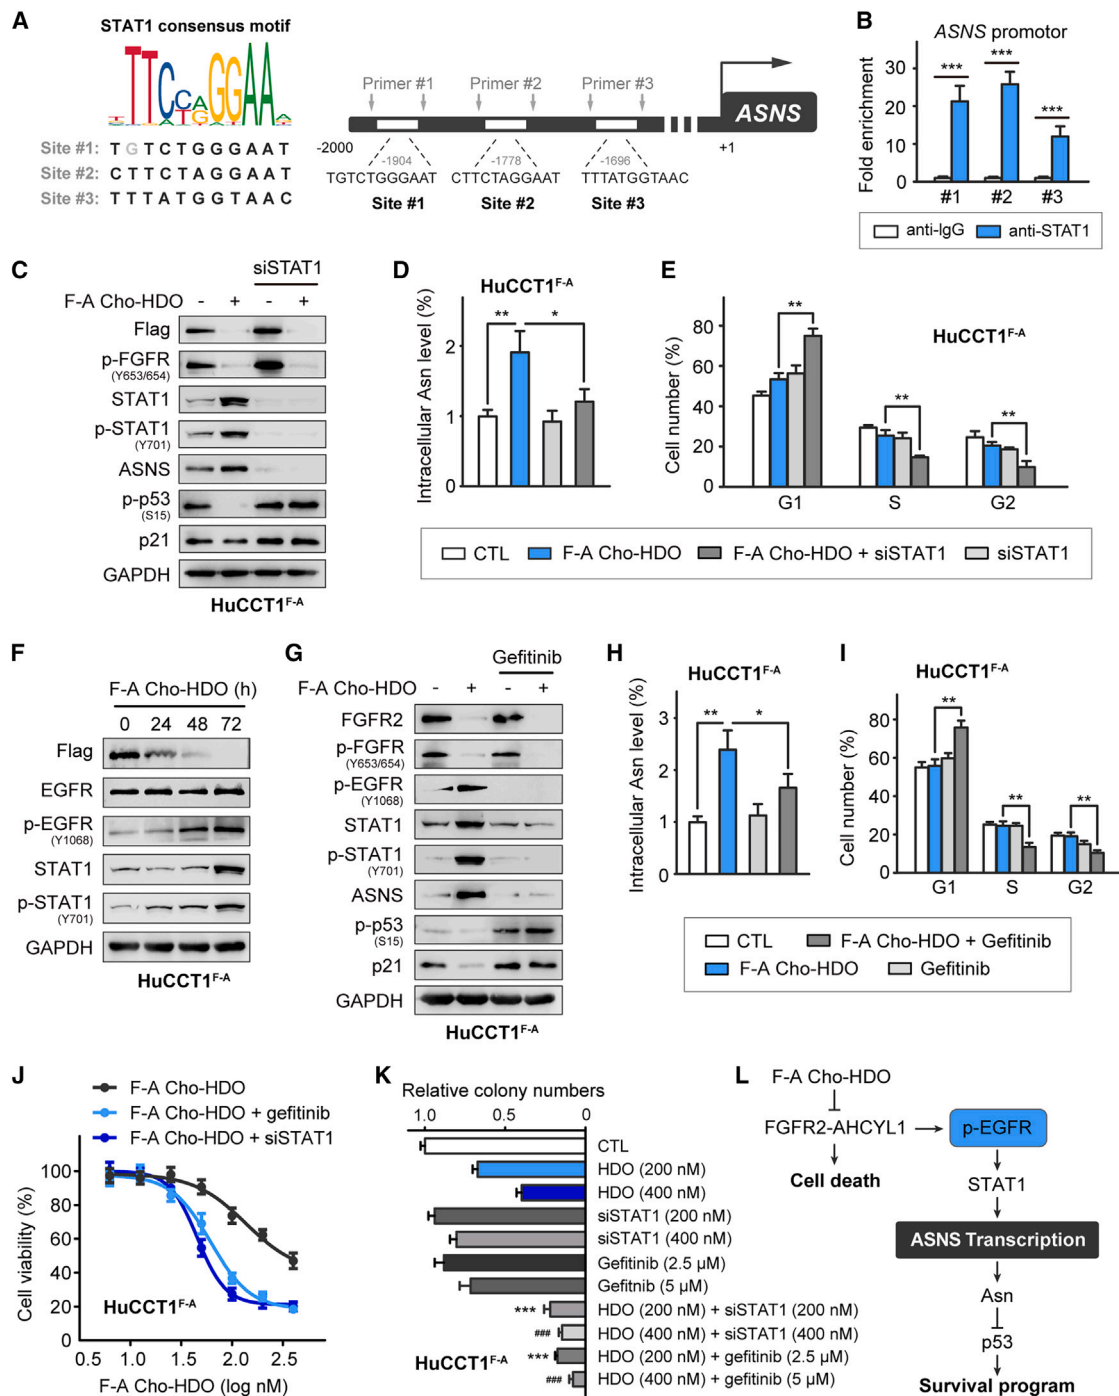 A
STAT1 consensus motif
TTCCAGGAA
TG
Site #1: T G T C T G G G A A T
Site #2: C T T C T A G G A A T
Site #3: T T T A T G G T A A C
Primer #1 Primer #2 Primer #3
ASNS
-2000 -1904 -1778 -1696 +1
TGTCTGGGAAT CTTCTAGGAAT TTTATGGTAAC
Site #1 Site #2 Site #3
B
ASNS promotor
Fold enrichment
30
20
10
0
*** *** ***
#1 #2 #3
anti-IgG anti-STAT1
C
siSTAT1
F-A Cho-HDO - + - +
Flag
p-FGFR
(Y653/654)
STAT1
p-STAT1
(Y701)
ASNS
p-p53
(S15)
p21
GAPDH
HuCCT1F-A
D
HuCCT1F-A
Intracellular Asn level (%)
2
1
0
** *
E
HuCCT1F-A
Cell number (%)
80
60
40
20
0
** ** **
G1 S G2
CTL F-A Cho-HDO F-A Cho-HDO + siSTAT1 siSTAT1
F
F-A Cho-HDO (h)
0 24 48 72
Flag
EGFR
p-EGFR
(Y1068)
STAT1
p-STAT1
(Y701)
GAPDH
HuCCT1F-A
G
Gefitinib
F-A Cho-HDO - + - +
FGFR2
p-FGFR
(Y653/654)
p-EGFR
(Y1068)
STAT1
p-STAT1
(Y701)
ASNS
p-p53
(S15)
p21
GAPDH
HuCCT1F-A
H
HuCCT1F-A
Intracellular Asn level (%)
3
2
1
0
** *
I
HuCCT1F-A
Cell number (%)
80
60
40
20
0
** ** **
G1 S G2
CTL F-A Cho-HDO + Gefitinib
F-A Cho-HDO Gefitinib
J
F-A Cho-HDO
F-A Cho-HDO + gefitinib
F-A Cho-HDO + siSTAT1
Cell viability (%)
100
80
60
40
20
0
HuCCT1F-A
0.5 1.0 1.5 2.0 2.5
F-A Cho-HDO (log nM)
K
Relative colony numbers
1.0 0.5 0
CTL
HDO (200 nM)
HDO (400 nM)
siSTAT1 (200 nM)
siSTAT1 (400 nM)
Gefitinib (2.5 µM)
Gefitnib (5 µM)
*** HDO (200 nM) + siSTAT1 (200 nM)
### HDO (400 nM) + siSTAT1 (400 nM)
*** HDO (200 nM) + gefitinib (2.5 µM)
### HDO (400 nM) + gefitinib (5 µM)
HuCCT1F-A
L
F-A Cho-HDO
FGFR2-AHCYL1 p-EGFR
Cell death
STAT1
ASNS Transcription
Asn
p53
Survival program